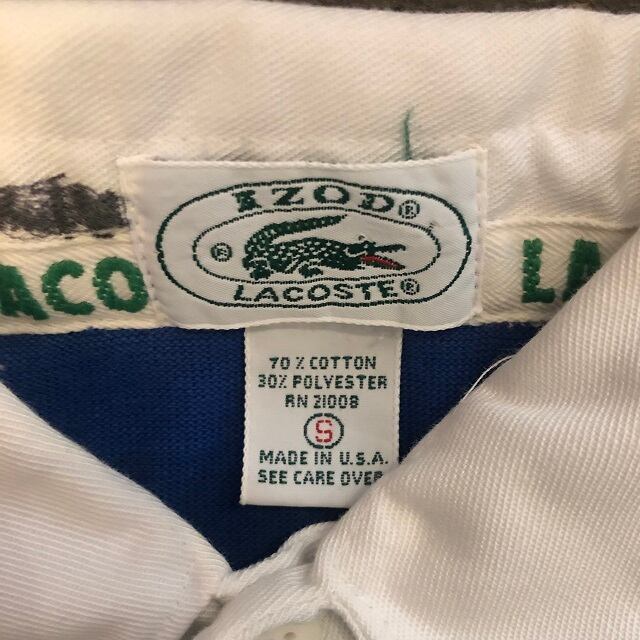 IZOD®
®
LACOSTE®
ACO
LA
70 % COTTON
30% POLYESTER
RN 21008
S
MADE IN U.S.A.
SEE CARE OVER